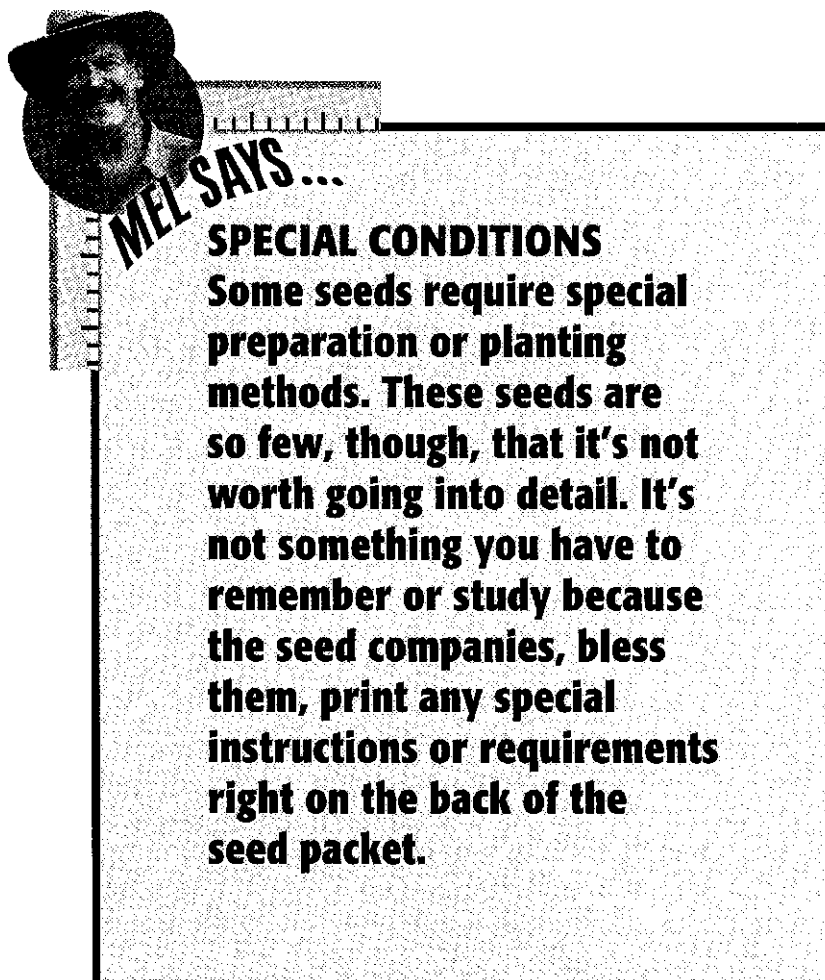 MEL SAYS...
SPECIAL CONDITIONS
Some seeds require special
preparation or planting
methods. These seeds are
so few, though, that it's not
worth going into detail. It's
not something you have to
remember or study because
the seed companies, bless
them, print any special
instructions or requirements
right on the back of the
seed packet.